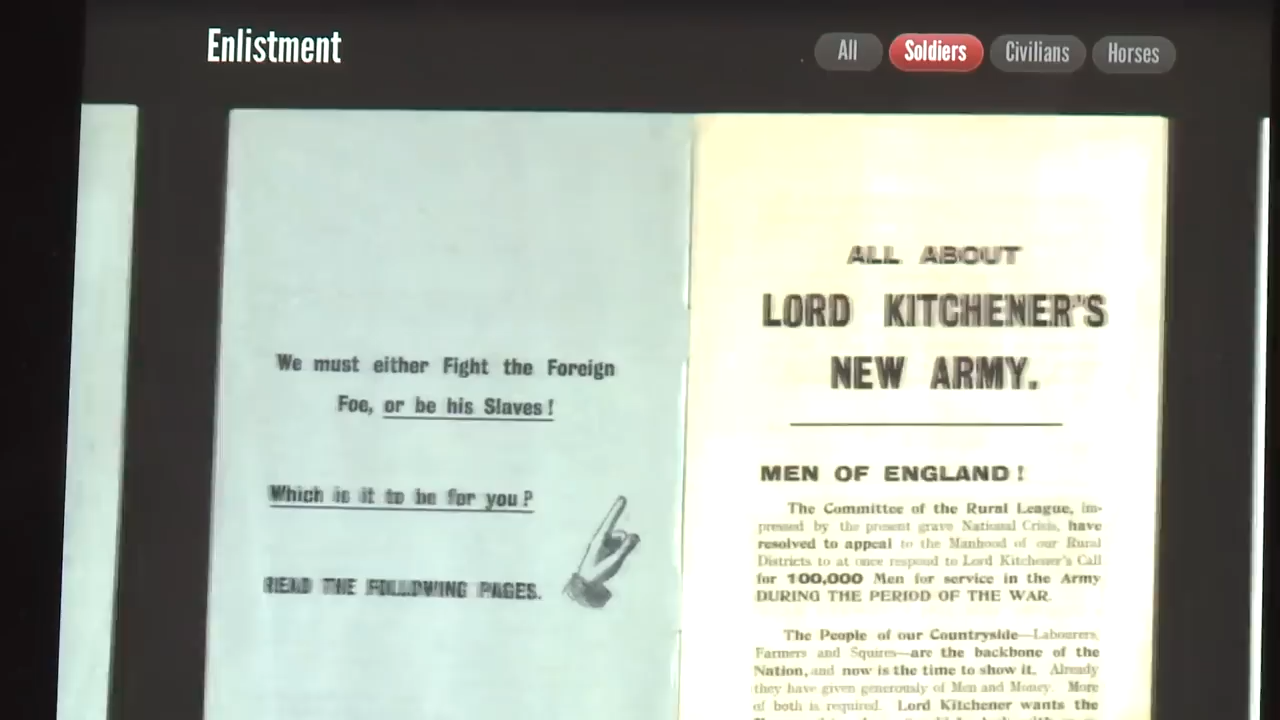 Enlistment
All
Soldiers
Civilians
Horses
We must either Fight the Foreign
Foe, or be his Slaves!
Which is it to be for you?
READ THE FOLLOWING PAGES.
ALL ABOUT
LORD KITCHENER'S
NEW ARMY.
MEN OF ENGLAND!
The Committee of the Rural League, im-
pressed by the present grave National Crisis, have
resolved to appeal to the Manhood of our Rural
Districts to at once respond to Lord Kitchener's Call
for 100,000 Men for service in the Army
DURING THE PERIOD OF THE WAR.
The People of our Countryside—Labourers,
Farmers and Squires—are the backbone of the
Nation, and now is the time to show it. Already
they have given generously of Men and Money. More
of both is required. Lord Kitchener wants the